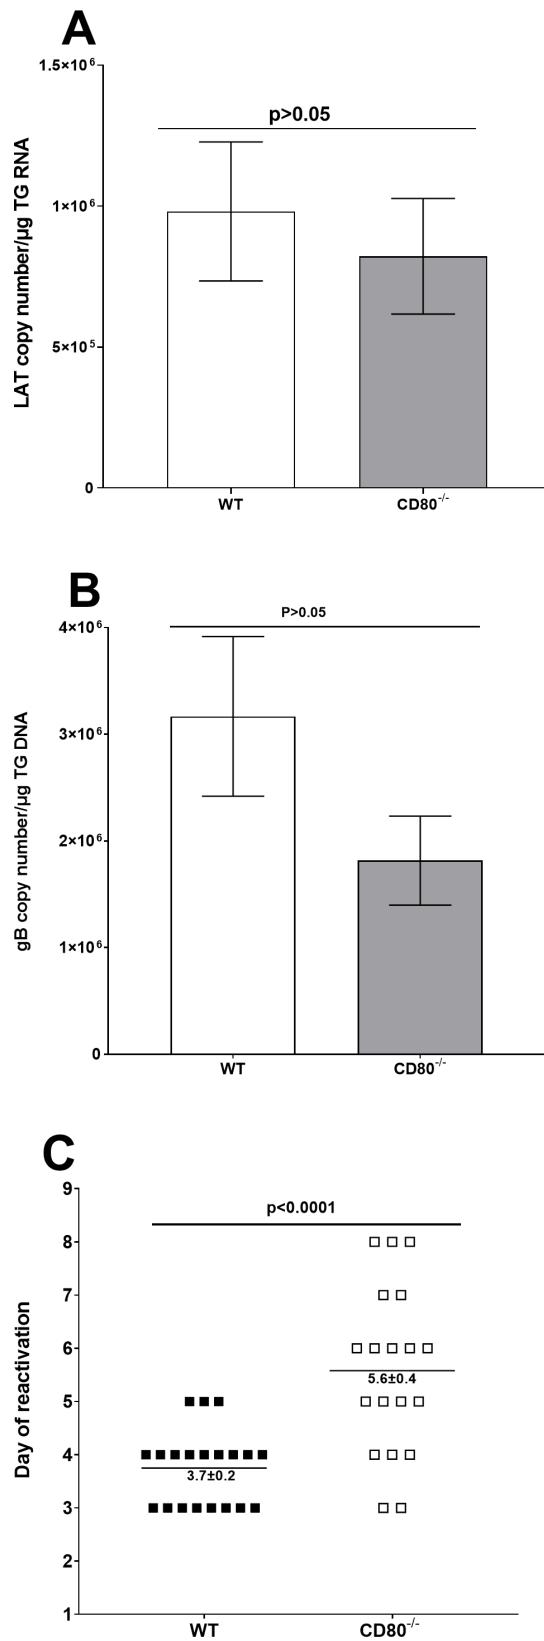 A
1.5×10⁶
p>0.05
LAT copy number/µg TG RNA
1×10⁶
5×10⁵
0
WT CD80⁻/⁻
B
P>0.05
4×10⁶
gB copy number/µg TG DNA
3×10⁶
2×10⁶
1×10⁶
0
WT CD80⁻/⁻
C
9
p<0.0001
Day of reactivation
8
7
6
5.6±0.4
5
4
3.7±0.2
3
2
1
WT CD80⁻/⁻